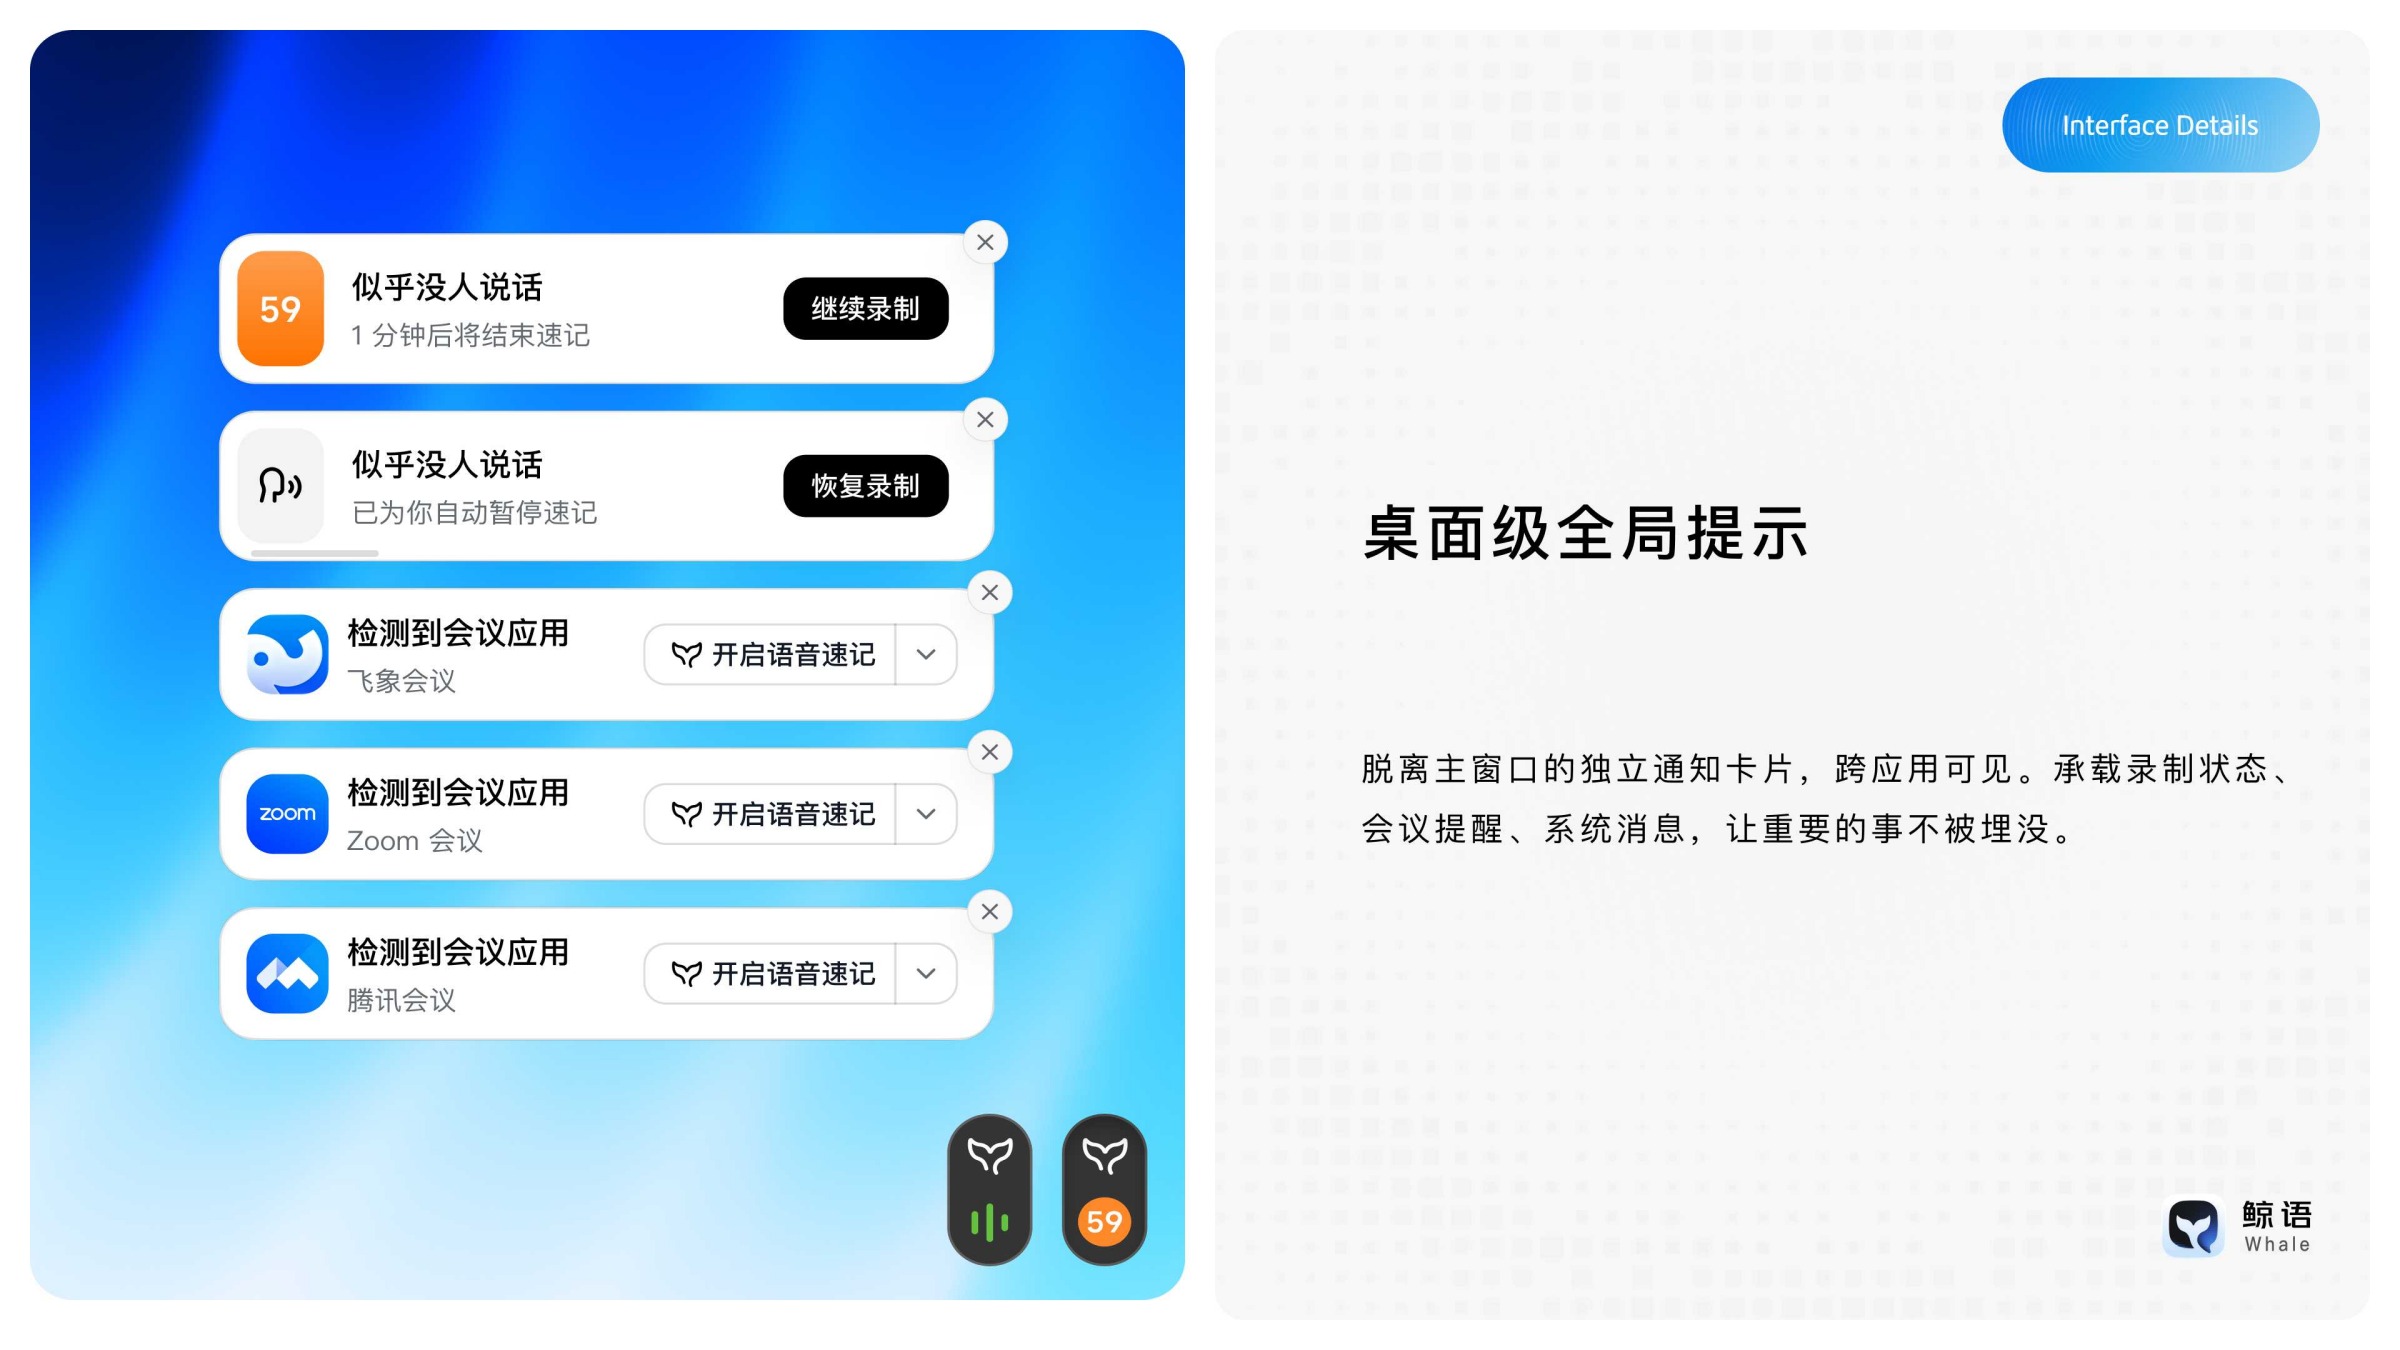 59
似乎没人说话
1 分钟后将结束速记
继续录制
似乎没人说话
已为你自动暂停速记
恢复录制
检测到会议应用
飞象会议
开启语音速记
zoom
检测到会议应用
Zoom 会议
开启语音速记
检测到会议应用
腾讯会议
开启语音速记
59
Interface Details
桌面级全局提示
脱离主窗口的独立通知卡片，跨应用可见。承载录制状态、
会议提醒、系统消息，让重要的事不被埋没。
鲸语
Whale